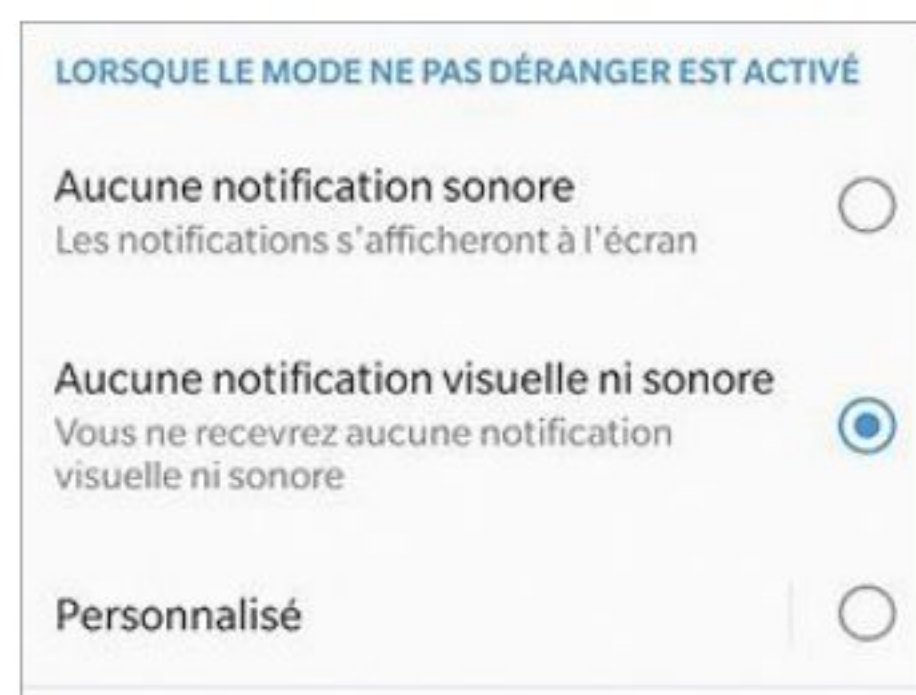 LORSQUE LE MODE NE PAS DÉRANGER EST ACTIVÉ
Aucune notification sonore
Les notifications s'afficheront à l'écran
Aucune notification visuelle ni sonore
Vous ne recevrez aucune notification
visuelle ni sonore
Personnalisé